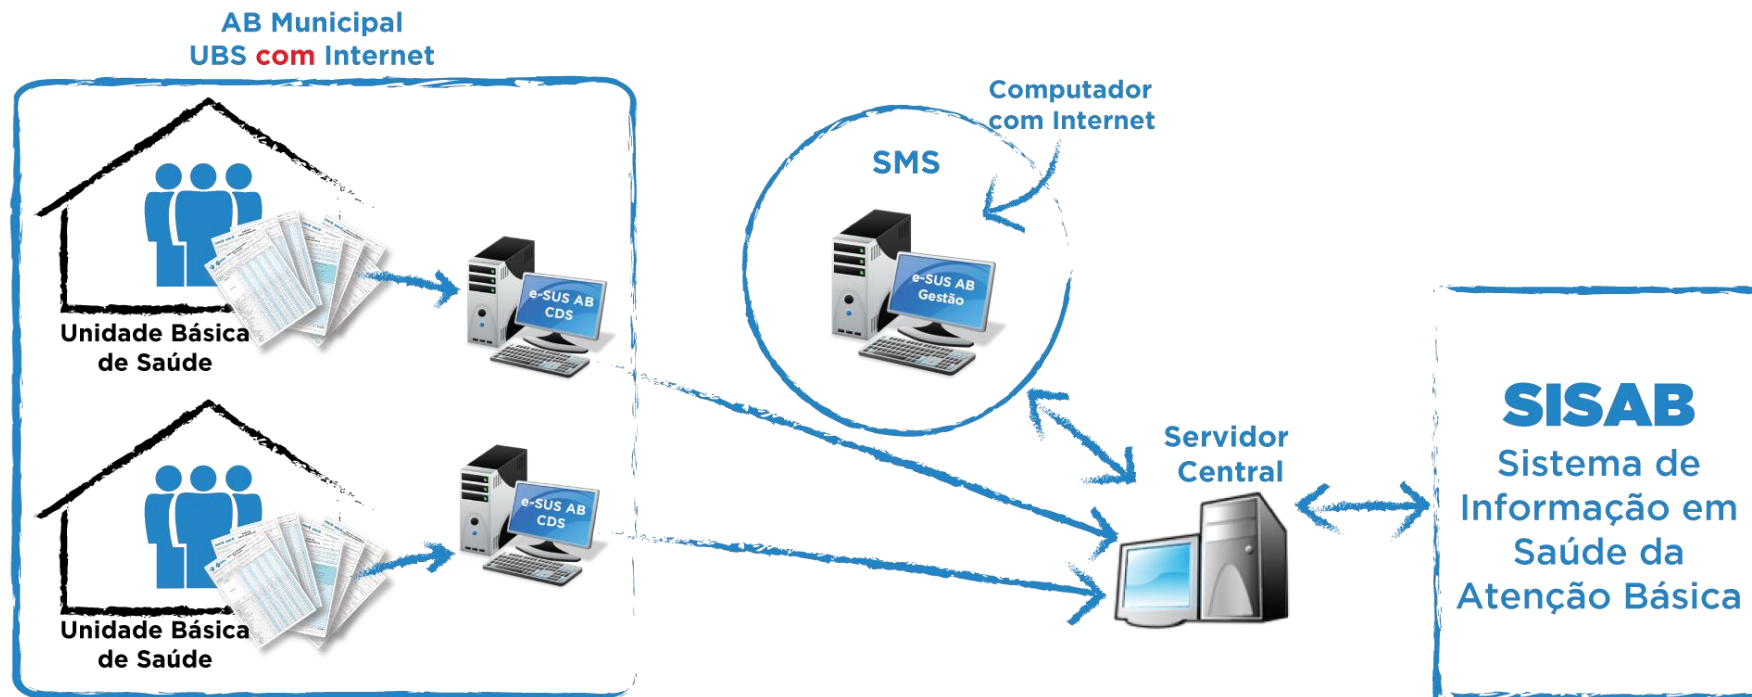 AB Municipal
UBS com Internet
Unidade Básica
de Saúde
e-SUS AB
CDS
Unidade Básica
de Saúde
e-SUS AB
CDS
Computador
com Internet
SMS
e-SUS AB
Gestão
Servidor
Central
SISAB
Sistema de
Informação em
Saúde da
Atenção Básica